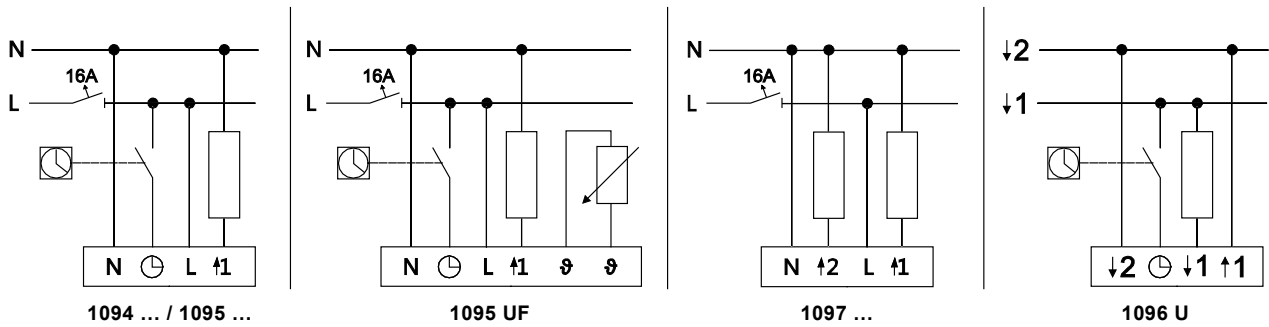 N
16A
L
N L ↑1
1094 ... / 1095 ...
N
16A
L
N L ↑1 ϑ ϑ
1095 UF
N
16A
L
N ↑2 L ↑1
1097 ...
↓2
↓1
↓2 ↓1 ↑1
1096 U